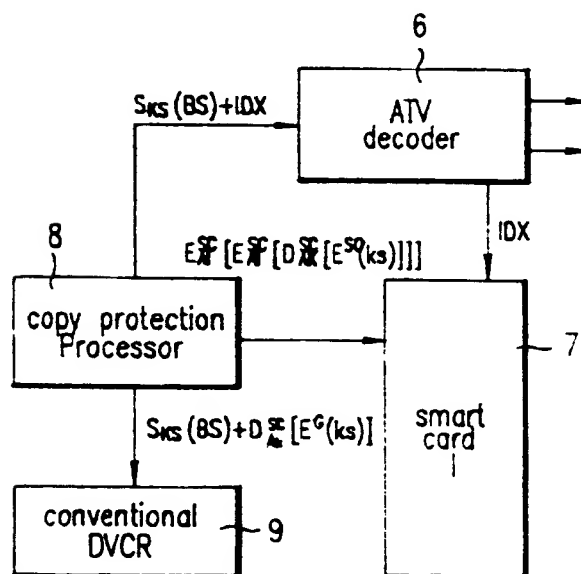 6
ATV
decoder
S_KS(BS)+IDX
IDX
8
copy protection
Processor
7
smart
card
S_KS(BS)+D [E^G(ks)]
conventional
DVCR
9